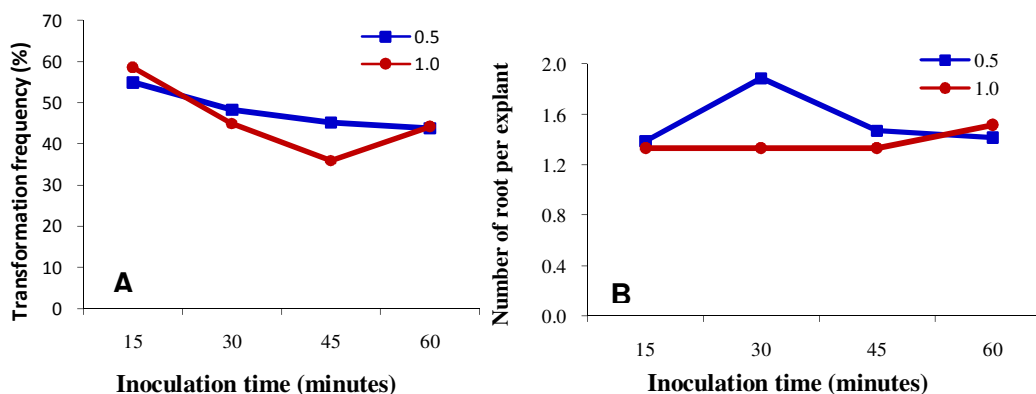 Transformation frequency (%)
70
60
50
40
30
20
10
0
0.5
1.0
A
15 30 45 60
Inoculation time (minutes)
Number of root per explant
2.0
1.6
1.2
0.8
0.4
0.0
0.5
1.0
B
15 30 45 60
Inoculation time (minutes)